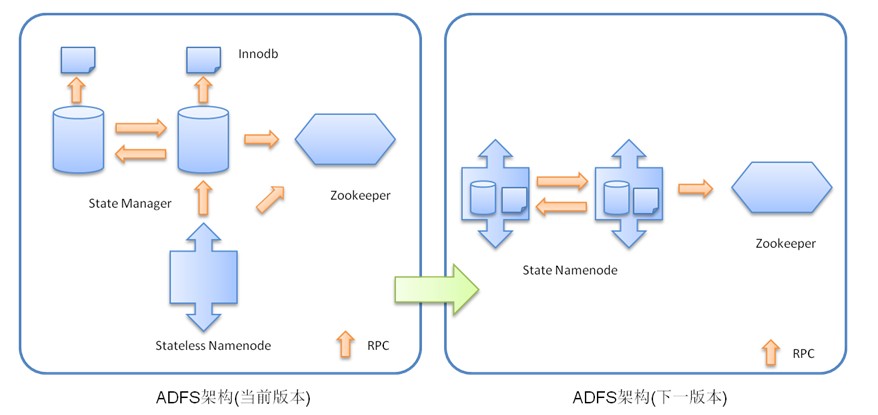 Innodb
State Manager
Zookeeper
Stateless Namenode
RPC
ADFS架构(当前版本)
State Namenode
Zookeeper
RPC
ADFS架构(下一版本)